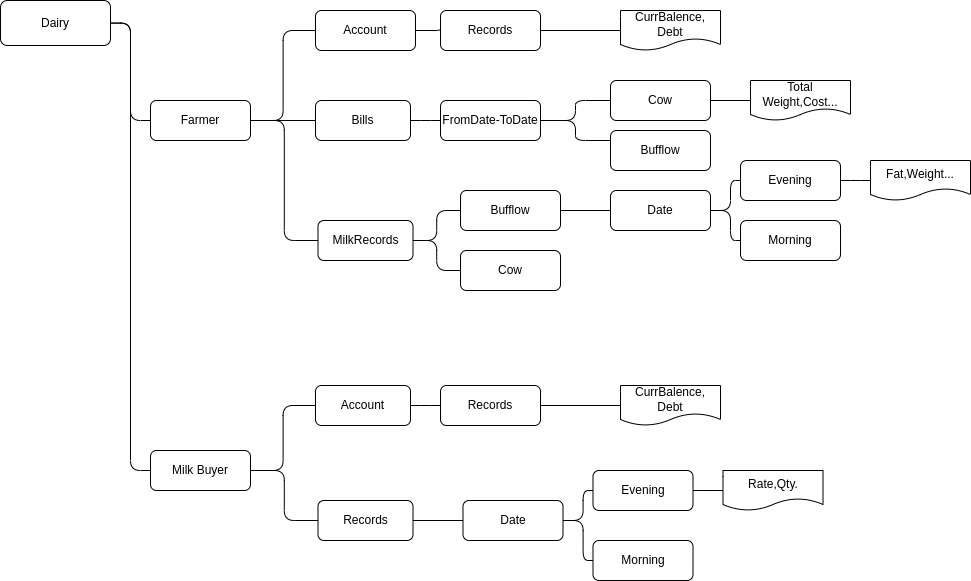 Dairy
Account
Records
CurrBalence,
Debt
Farmer
Bills
FromDate-ToDate
Cow
Total
Weight,Cost...
Bufflow
MilkRecords
Bufflow
Date
Evening
Fat,Weight...
Morning
Cow
Account
Records
CurrBalence,
Debt
Milk Buyer
Records
Date
Evening
Rate,Qty.
Morning